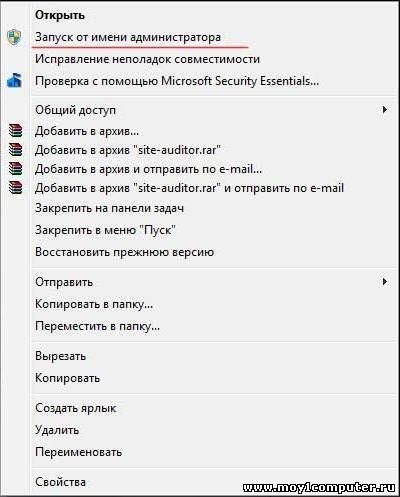 Открыть
Запуск от имени администратора
Исправление неполадок совместимости
Проверка с помощью Microsoft Security Essentials...
Общий доступ
Добавить в архив...
Добавить в архив "site-auditor.rar"
Добавить в архив и отправить по e-mail...
Добавить в архив "site-auditor.rar" и отправить по e-mail
Закрепить на панели задач
Закрепить в меню "Пуск"
Восстановить прежнюю версию
Отправить
Копировать в папку...
Переместить в папку...
Вырезать
Копировать
Создать ярлык
Удалить
Переименовать
Свойства
www.moy1computer.ru